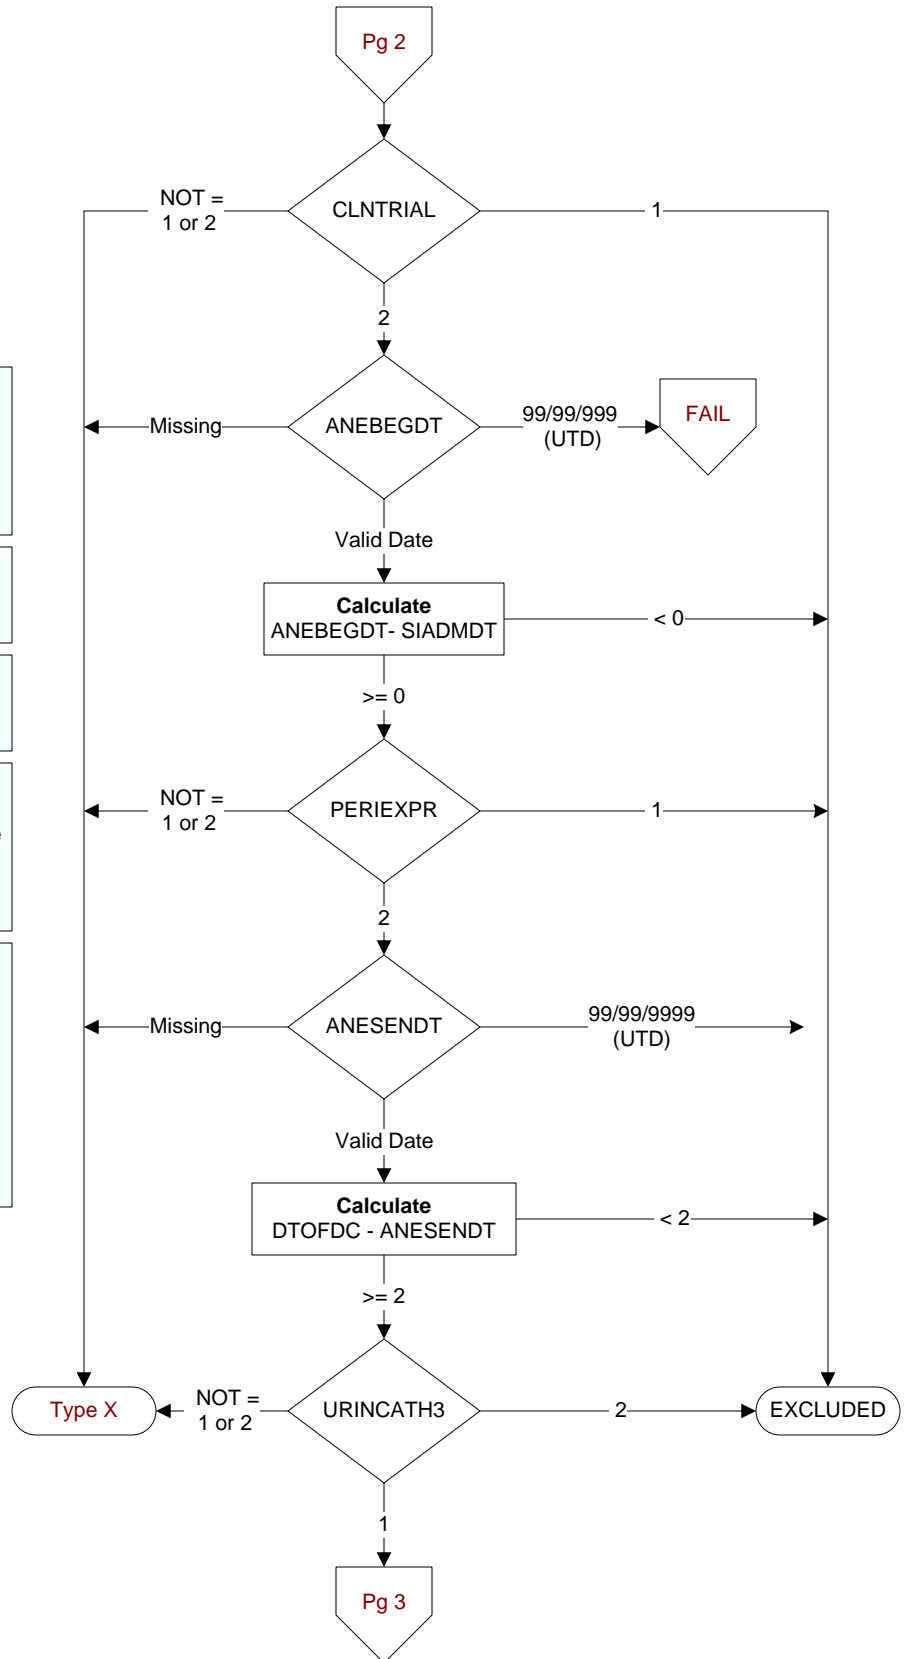 Pg 2
NOT =
1 or 2
CLNTRIAL
1
2
Missing
ANEBEGDT
99/99/999
(UTD)
FAIL
Valid Date
Calculate
ANEBEGDT- SIADMDT
< 0
>= 0
NOT =
1 or 2
PERIEXPR
1
2
Missing
ANESENDT
99/99/9999
(UTD)
Valid Date
Calculate
DTOFDC - ANESENDT
< 2
>= 2
Type X
NOT =
1 or 2
URINCATH3
2
EXCLUDED
1
Pg 3